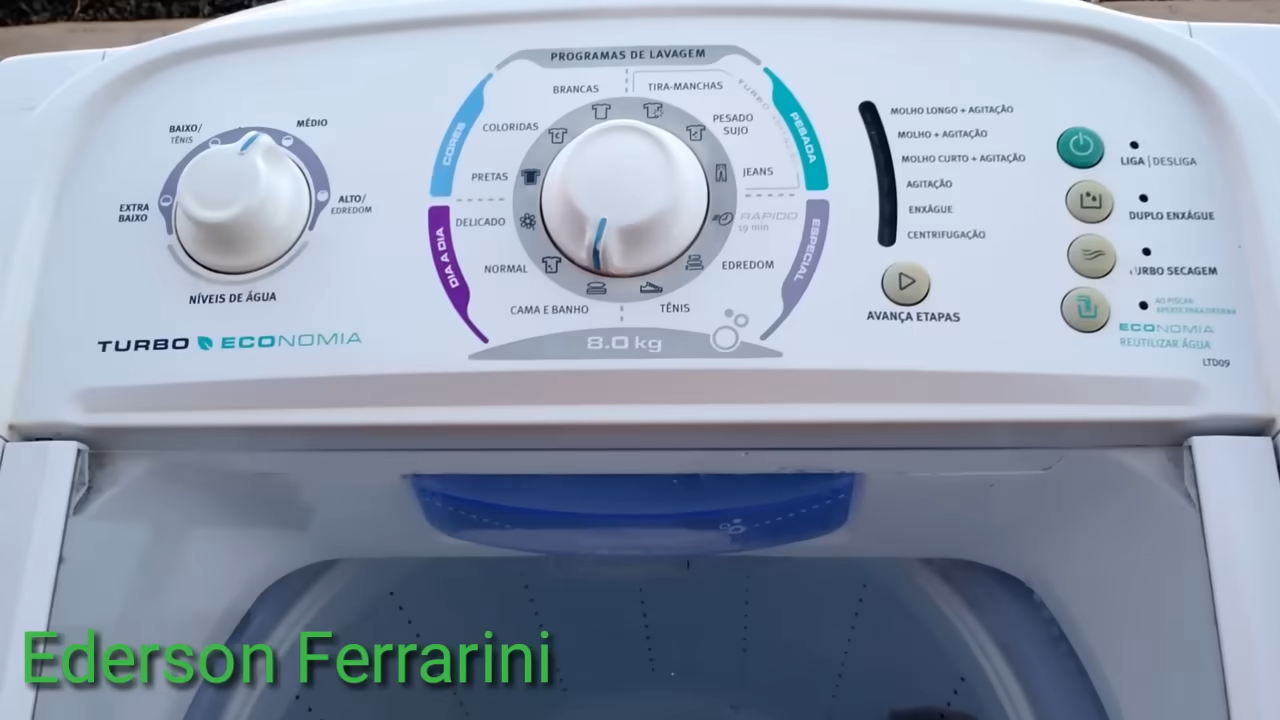 BAIXO/
TÊNIS
MÉDIO
EXTRA
BAIXO
ALTO/
EDREDOM
NÍVEIS DE ÁGUA
TURBO ECONOMIA
PROGRAMAS DE LAVAGEM
CORES
BRANCAS
COLORIDAS
PRETAS
PESADA
TIRA-MANCHAS
TURBO
PESADO
SUJO
JEANS
DIA A DIA
DELICADO
NORMAL
CAMA E BANHO
ESPECIAL
RÁPIDO
19 min
EDREDOM
TÊNIS
8.0 kg
MOLHO LONGO + AGITAÇÃO
MOLHO + AGITAÇÃO
MOLHO CURTO + AGITAÇÃO
AGITAÇÃO
ENXÁGUE
CENTRIFUGAÇÃO
AVANÇA ETAPAS
LIGA | DESLIGA
DUPLO ENXÁGUE
URBO SECAGEM
AO PISCAR:
ECONOMIA
REUTILIZAR ÁGUA
LTD09
Ederson Ferrarini